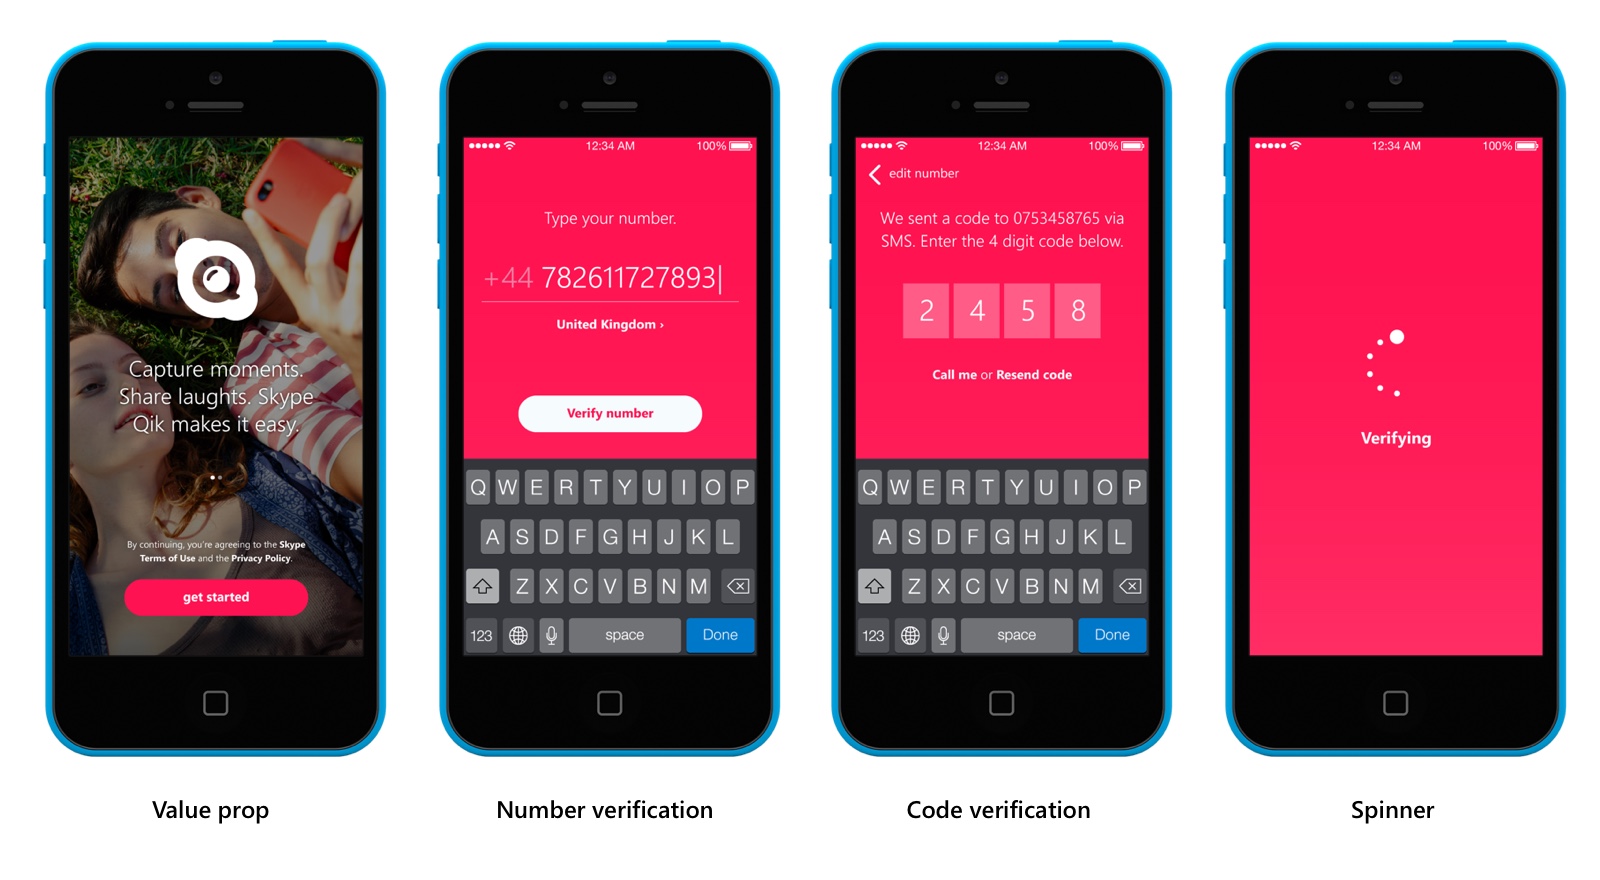 Capture moments.
Share laughts. Skype
Qik makes it easy.
By continuing, you're agreeing to the Skype
Terms of Use and the Privacy Policy.
get started
Value prop
12:34 AM 100%
Type your number.
+44 782611727893
United Kingdom ›
Verify number
Q W E R T Y U I O P
A S D F G H J K L
Z X C V B N M
123 space Done
Number verification
12:34 AM 100%
edit number
We sent a code to 0753458765 via
SMS. Enter the 4 digit code below.
2 4 5 8
Call me or Resend code
Q W E R T Y U I O P
A S D F G H J K L
Z X C V B N M
123 space Done
Code verification
12:34 AM 100%
Verifying
Spinner